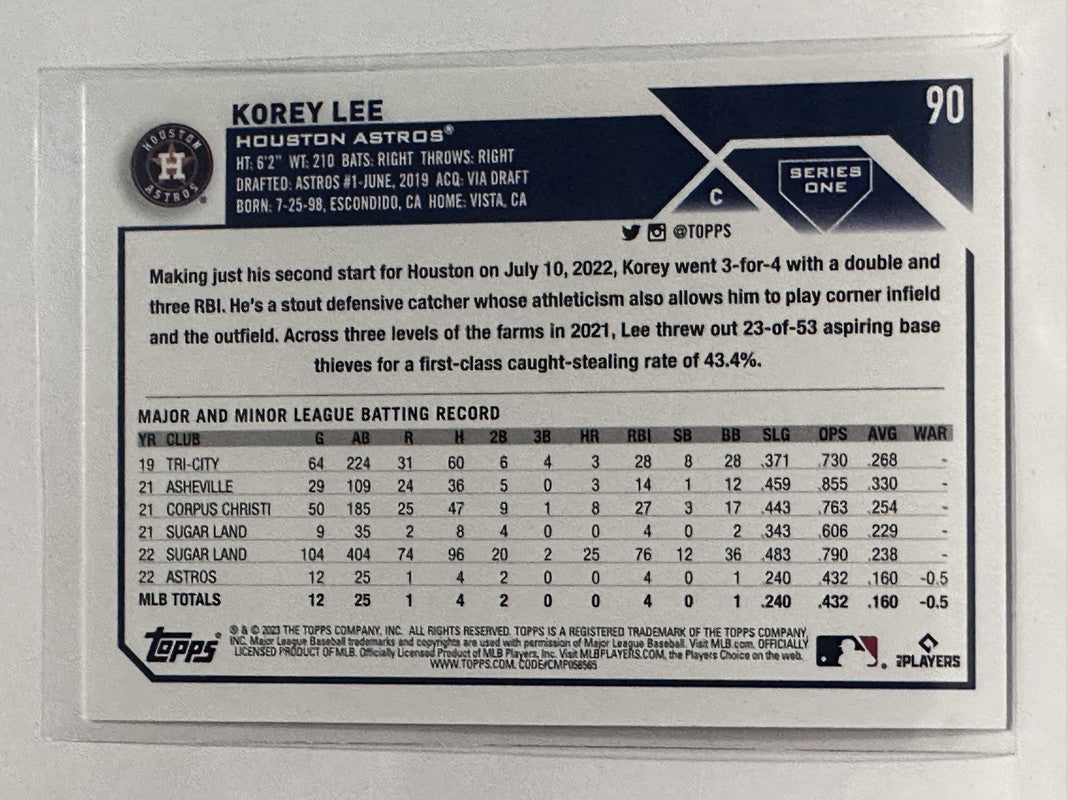 KOREY LEE
90
HOUSTON ASTROS®
HOUSTON
H
ASTROS
HT: 6'2" WT: 210 BATS: RIGHT THROWS: RIGHT
DRAFTED: ASTROS #1-JUNE, 2019 ACQ: VIA DRAFT
BORN: 7-25-98, ESCONDIDO, CA HOME: VISTA, CA
C
SERIES
ONE
@TOPPS
Making just his second start for Houston on July 10, 2022, Korey went 3-for-4 with a double and
three RBI. He's a stout defensive catcher whose athleticism also allows him to play corner infield
and the outfield. Across three levels of the farms in 2021, Lee threw out 23-of-53 aspiring base
thieves for a first-class caught-stealing rate of 43.4%.
MAJOR AND MINOR LEAGUE BATTING RECORD
YR CLUB G AB R H 2B 3B HR RBI SB BB SLG OPS AVG WAR
19 TRI-CITY 64 224 31 60 6 4 3 28 8 28 .371 .730 .268 -
21 ASHEVILLE 29 109 24 36 5 0 3 14 1 12 .459 .855 .330 -
21 CORPUS CHRISTI 50 185 25 47 9 1 8 27 3 17 .443 .763 .254 -
21 SUGAR LAND 9 35 2 8 4 0 0 4 0 2 .343 .606 .229 -
22 SUGAR LAND 104 404 74 96 20 2 25 76 12 36 .483 .790 .238 -
22 ASTROS 12 25 1 4 2 0 0 4 0 1 .240 .432 .160 -0.5
MLB TOTALS 12 25 1 4 2 0 0 4 0 1 .240 .432 .160 -0.5
Topps®
® & © 2023 THE TOPPS COMPANY, INC. ALL RIGHTS RESERVED. TOPPS IS A REGISTERED TRADEMARK OF THE TOPPS COMPANY,
INC. Major League Baseball trademarks and copyrights are used with permission of Major League Baseball. Visit MLB.com. OFFICIALLY
LICENSED PRODUCT OF MLB. Officially Licensed Product of MLB Players, Inc. Visit MLBPLAYERS.COM, the Players Choice on the web.
WWW.TOPPS.COM. CODE#CMP058565
PLAYERS